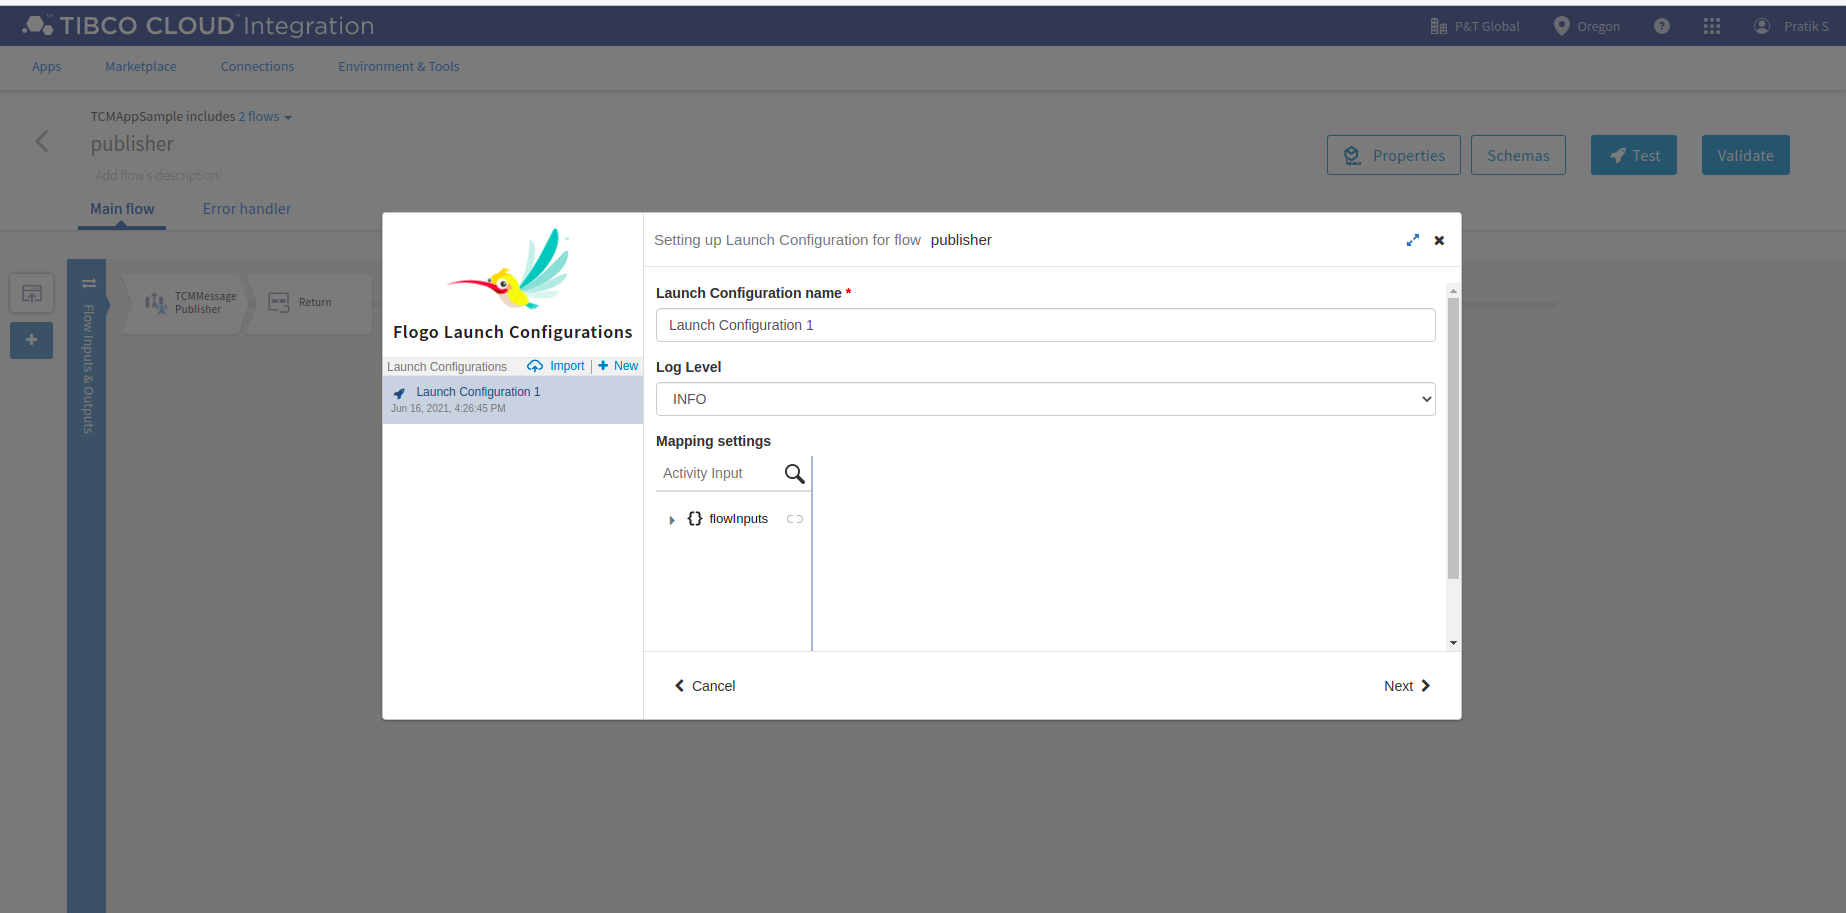 TIBCO CLOUD™ Integration
P&T Global
Oregon
?
Pratik S
Apps
Marketplace
Connections
Environment & Tools
TCMAppSample includes 2 flows
publisher
Add flow's description
Properties
Schemas
Test
Validate
Main flow
Error handler
Flow Inputs & Outputs
TCMMessage
Publisher
Return
Flogo Launch Configurations
Launch Configurations
Import
New
Launch Configuration 1
Jun 16, 2021, 4:26:45 PM
Setting up Launch Configuration for flow publisher
Launch Configuration name *
Launch Configuration 1
Log Level
INFO
Mapping settings
Activity Input
{} flowInputs
Cancel
Next